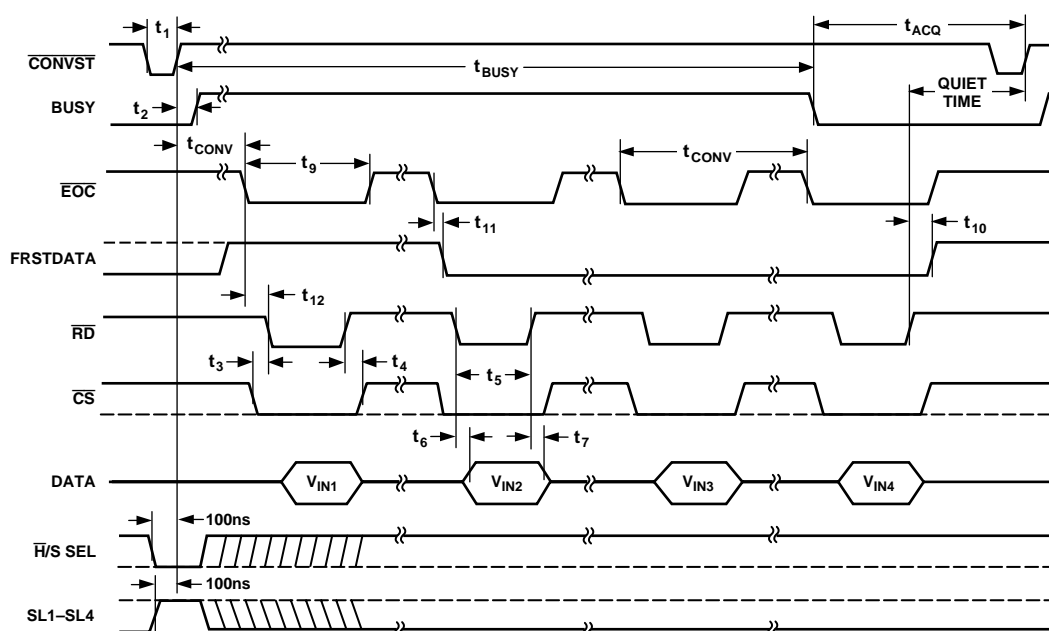 t1
tACQ
CONVST
tBUSY
QUIET
TIME
BUSY
t2
tCONV
t9
tCONV
EOC
t11
t10
FRSTDATA
t12
RD
t3
t4
t5
CS
t6
t7
DATA
VIN1
VIN2
VIN3
VIN4
100ns
H/S SEL
100ns
SL1–SL4